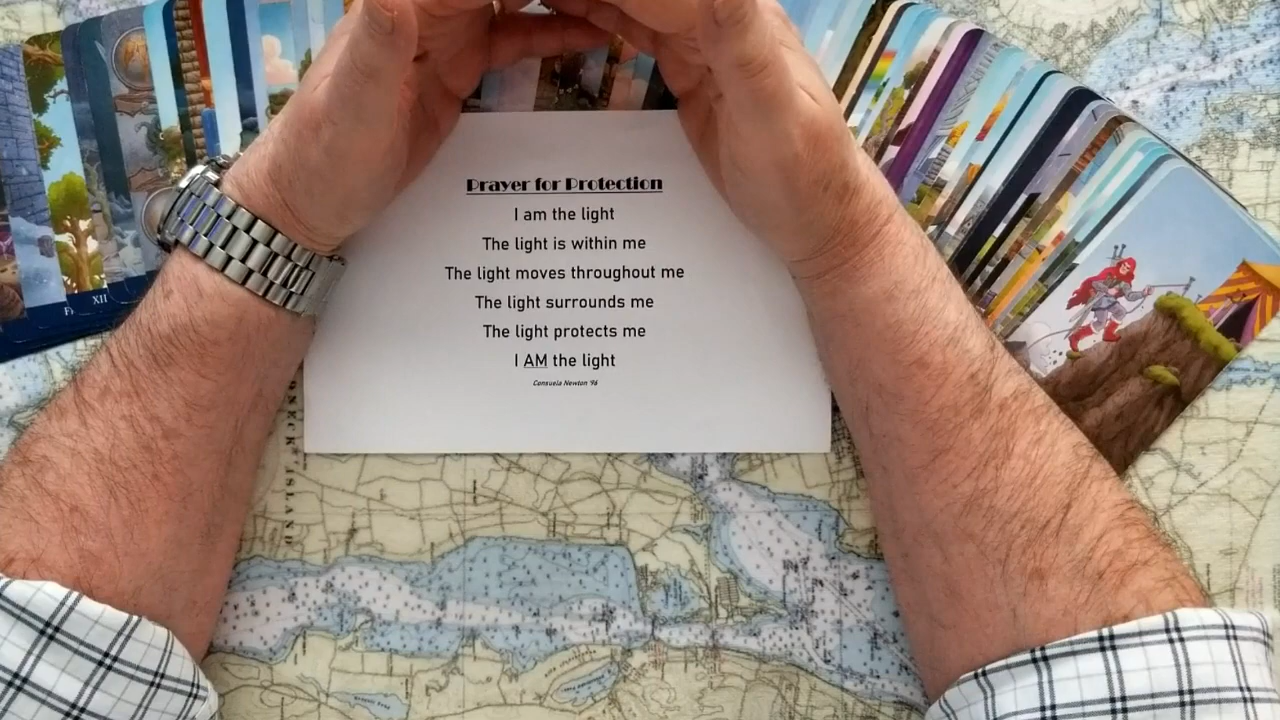 Prayer for Protection
I am the light
The light is within me
The light moves throughout me
The light surrounds me
The light protects me
I AM the light
Consuela Newton '96
XII